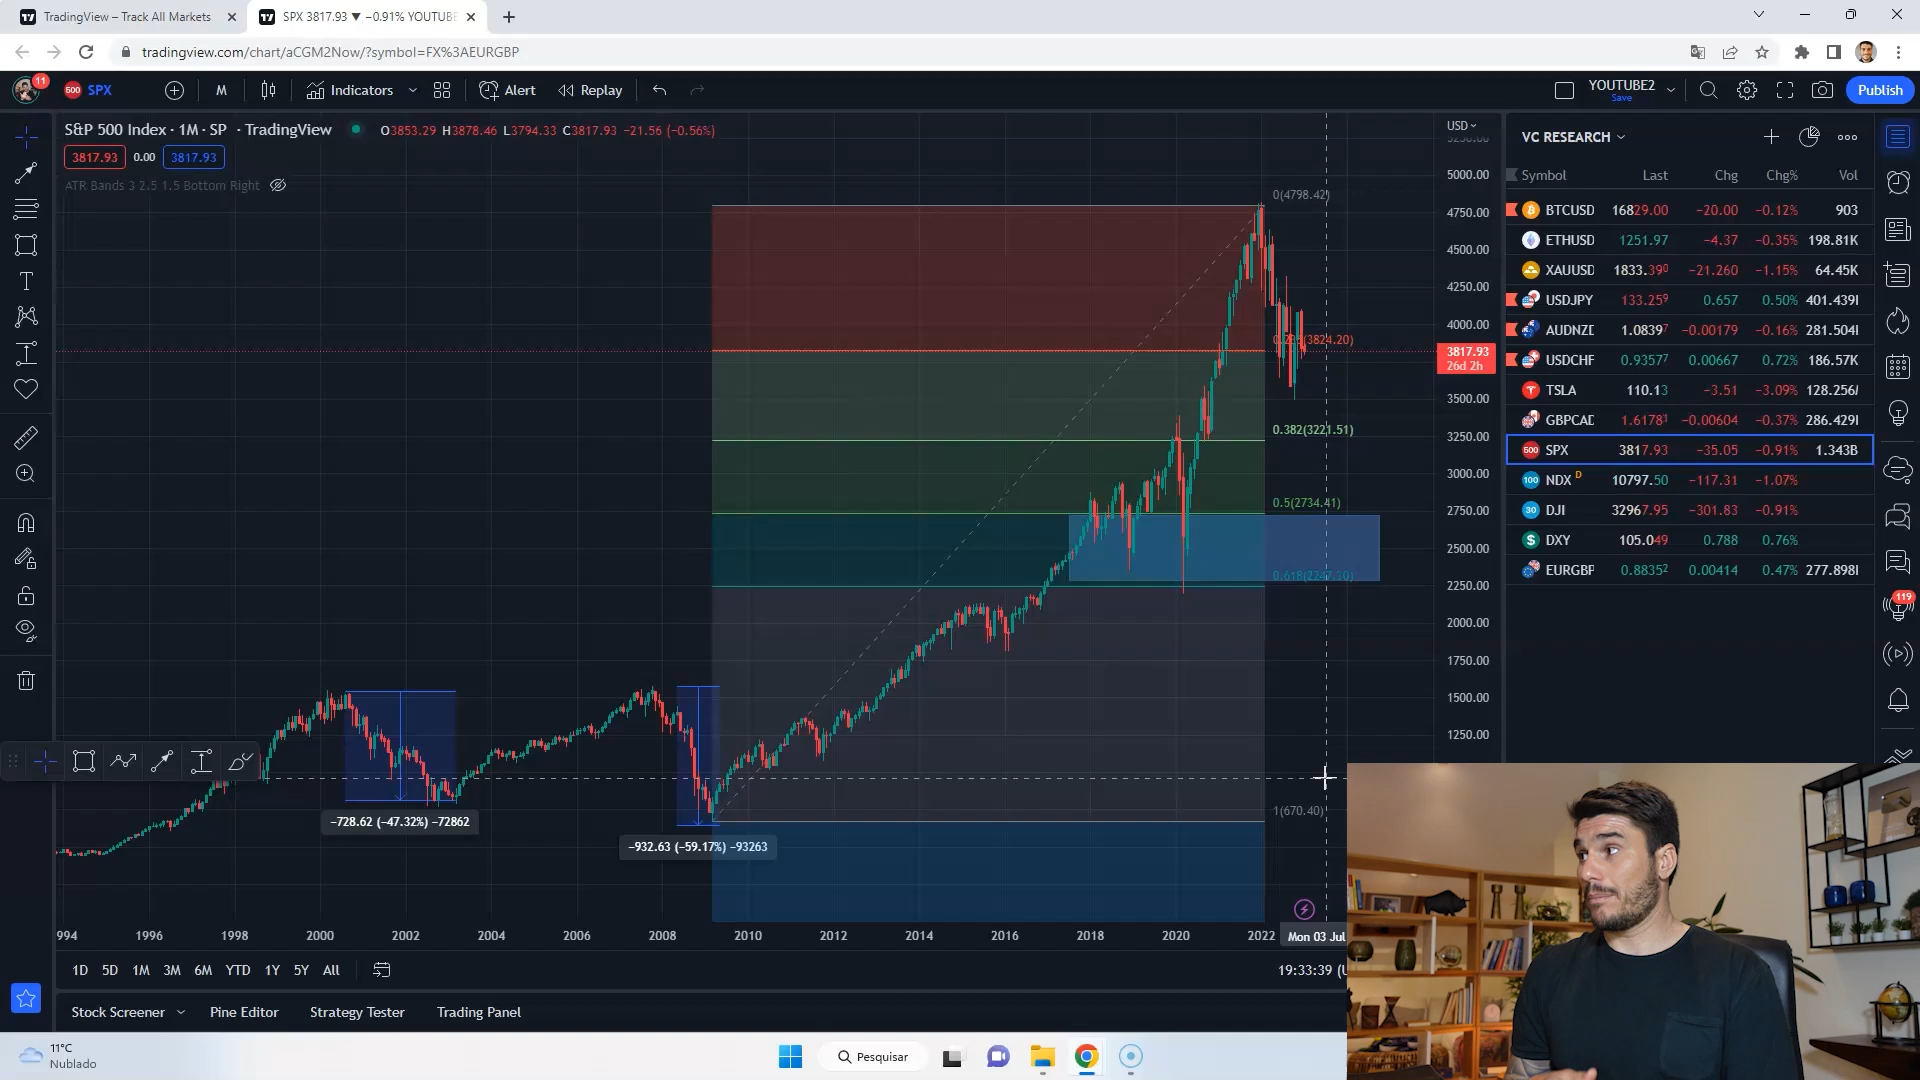 TradingView – Track All Markets
SPX 3817.93 ▼ −0.91% YOUTUBE
tradingview.com/chart/aCGM2Now/?symbol=FX%3AEURGBP
11
500 SPX
M
Indicators
Alert
Replay
YOUTUBE2
Save
Publish
S&P 500 Index · 1M · SP · TradingView
O3853.29 H3878.46 L3794.33 C3817.93 −21.56 (−0.56%)
3817.93 0.00 3817.93
ATR Bands 3 2.5 1.5 Bottom Right
USD
5000.00
4750.00
4500.00
4250.00
4000.00
3817.93
26d 2h
3500.00
3250.00
3000.00
2750.00
2500.00
2250.00
2000.00
1750.00
1500.00
1250.00
0(4798.42)
0.382(3221.51)
0.5(2734.41)
0.618(2247.30)
1(670.40)
−728.62 (−47.32%) −72862
−932.63 (−59.17%) −93263
994 1996 1998 2000 2002 2004 2006 2008 2010 2012 2014 2016 2018 2020 2022 Mon 03 Jul
1D 5D 1M 3M 6M YTD 1Y 5Y All
19:33:39 (U
Stock Screener Pine Editor Strategy Tester Trading Panel
VC RESEARCH
Symbol Last Chg Chg% Vol
BTCUSD 16829.00 −20.00 −0.12% 903
ETHUSD 1251.97 −4.37 −0.35% 198.81K
XAUUSD 1833.390 −21.260 −1.15% 64.45K
USDJPY 133.259 0.657 0.50% 401.439
AUDNZD 1.08397 −0.00179 −0.16% 281.504
USDCHF 0.93577 0.00667 0.72% 186.57K
TSLA 110.13 −3.51 −3.09% 128.256
GBPCAD 1.61781 −0.00604 −0.37% 286.429
500 SPX 3817.93 −35.05 −0.91% 1.343B
100 NDX D 10797.50 −117.31 −1.07%
30 DJI 32967.95 −301.83 −0.91%
DXY 105.049 0.788 0.76%
EURGBP 0.88352 0.00414 0.47% 277.898
119
11°C
Nublado
Pesquisar